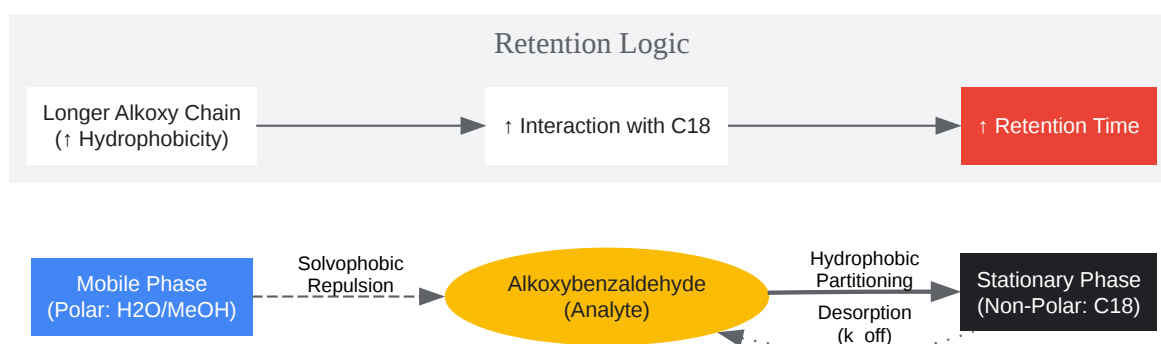 Retention Logic
Longer Alkoxy Chain
(↑ Hydrophobicity)
↑ Interaction with C18
↑ Retention Time
Mobile Phase
(Polar: H2O/MeOH)
Solvophobic
Repulsion
Alkoxybenzaldehyde
(Analyte)
Hydrophobic
Partitioning
Desorption
(k_off)
Stationary Phase
(Non-Polar: C18)